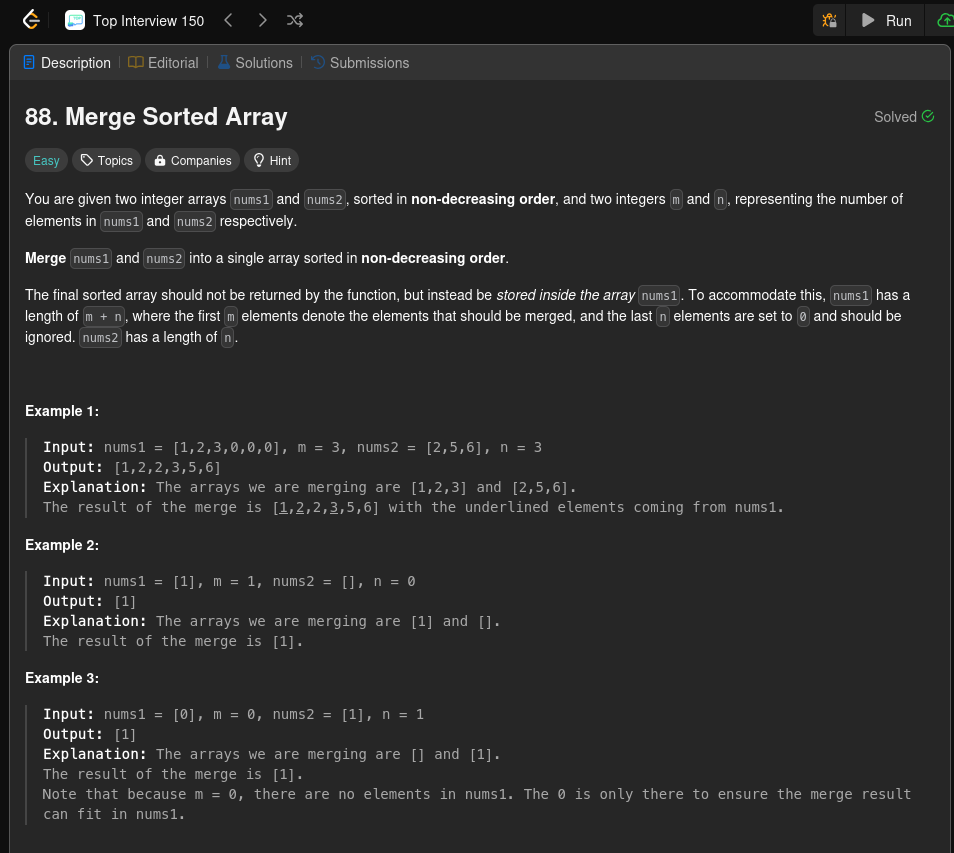 Top Interview 150
Run
Description | Editorial | Solutions | Submissions
88. Merge Sorted Array
Solved
Easy Topics Companies Hint
You are given two integer arrays nums1 and nums2, sorted in non-decreasing order, and two integers m and n, representing the number of
elements in nums1 and nums2 respectively.
Merge nums1 and nums2 into a single array sorted in non-decreasing order.
The final sorted array should not be returned by the function, but instead be stored inside the array nums1. To accommodate this, nums1 has a
length of m + n, where the first m elements denote the elements that should be merged, and the last n elements are set to 0 and should be
ignored. nums2 has a length of n.
Example 1:
Input: nums1 = [1,2,3,0,0,0], m = 3, nums2 = [2,5,6], n = 3
Output: [1,2,2,3,5,6]
Explanation: The arrays we are merging are [1,2,3] and [2,5,6].
The result of the merge is [1,2,2,3,5,6] with the underlined elements coming from nums1.
Example 2:
Input: nums1 = [1], m = 1, nums2 = [], n = 0
Output: [1]
Explanation: The arrays we are merging are [1] and [].
The result of the merge is [1].
Example 3:
Input: nums1 = [0], m = 0, nums2 = [1], n = 1
Output: [1]
Explanation: The arrays we are merging are [] and [1].
The result of the merge is [1].
Note that because m = 0, there are no elements in nums1. The 0 is only there to ensure the merge result
can fit in nums1.